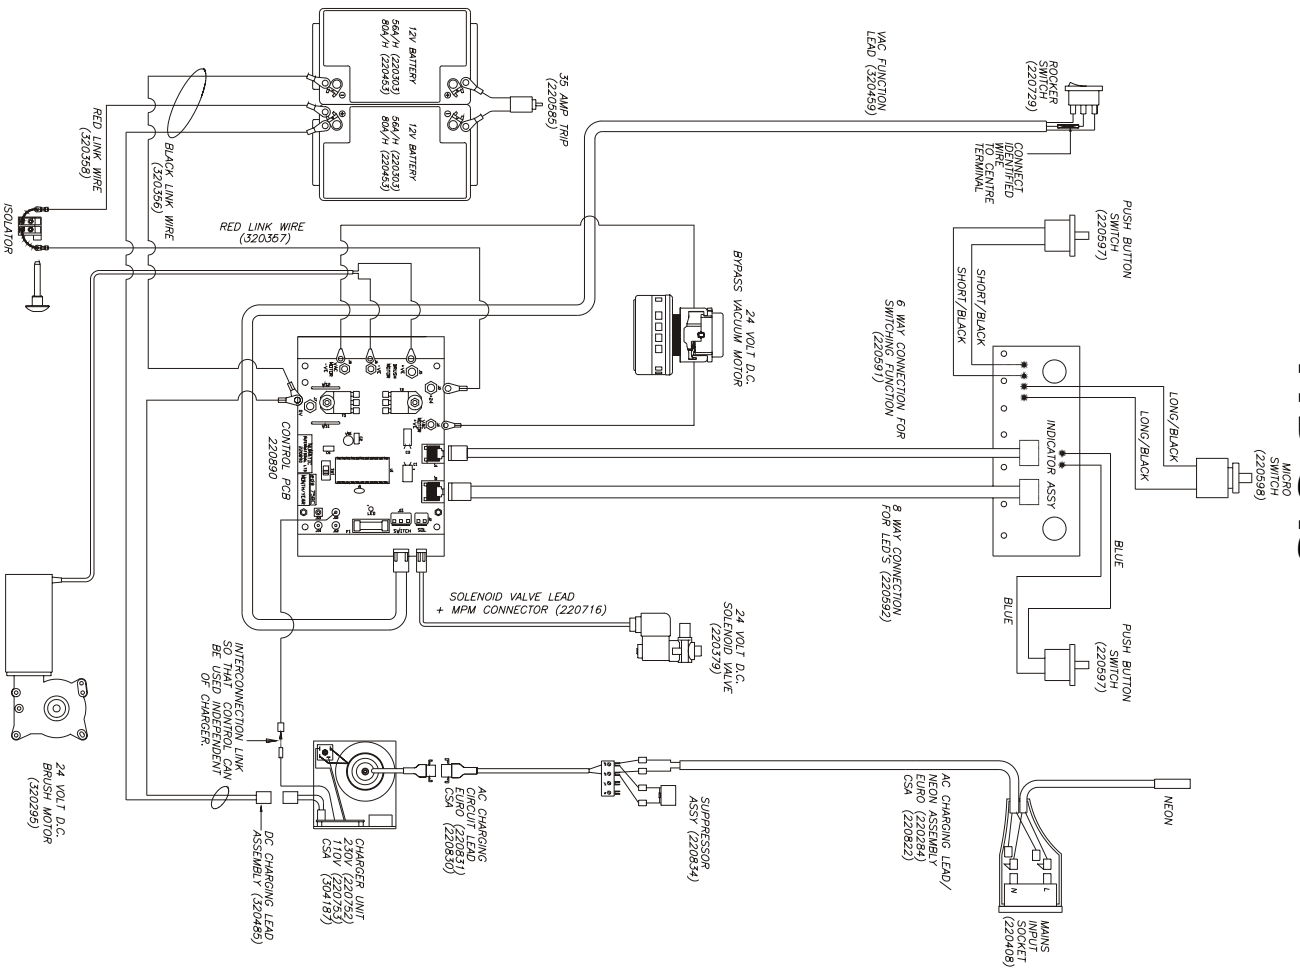 12V BATTERY
56A/H (220303)
80A/H (220453)
12V BATTERY
56A/H (220303)
80A/H (220453)
35 AMP TRIP
(220585)
VAC FUNCTION
LEAD (320459)
ROCKER
SWITCH
(220729)
CONNECT
IDENTIFIED
WIRE
TO CENTRE
TERMINAL
PUSH BUTTON
SWITCH
(220597)
SHORT/BLACK
SHORT/BLACK
LONG/BLACK
LONG/BLACK
MICRO
SWITCH
(220598)
INDICATOR ASSY
BLUE
BLUE
PUSH BUTTON
SWITCH
(220597)
RED LINK WIRE
(320358)
BLACK LINK WIRE
(320356)
ISOLATOR
RED LINK WIRE
(320367)
24 VOLT D.C.
BYPASS VACUUM MOTOR
6 WAY CONNECTION FOR
SWITCHING FUNCTION
(220591)
8 WAY CONNECTION
FOR LED'S (220592)
CONTROL PCB
220890
SWITCH
SOL
F1
SOLENOID VALVE LEAD
+ MPM CONNECTOR (220716)
24 VOLT D.C.
SOLENOID VALVE
(220379)
INTERCONNECTION LINK
SO THAT CONTROL CAN
BE USED INDEPENDENT
OF CHARGER.
24 VOLT D.C.
BRUSH MOTOR
(320295)
DC CHARGING LEAD
ASSEMBLY (320485)
CHARGER UNIT
230V (220752)
110V (220753)
CSA (304187)
AC CHARGING
CIRCUIT LEAD
EURO (220831)
CSA (220830)
SUPPRESSOR
ASSY (220834)
AC CHARGING LEAD/
NEON ASSEMBLY
EURO (220284)
CSA (220822)
NEON
L
N
MAINS
INPUT
SOCKET
(220408)